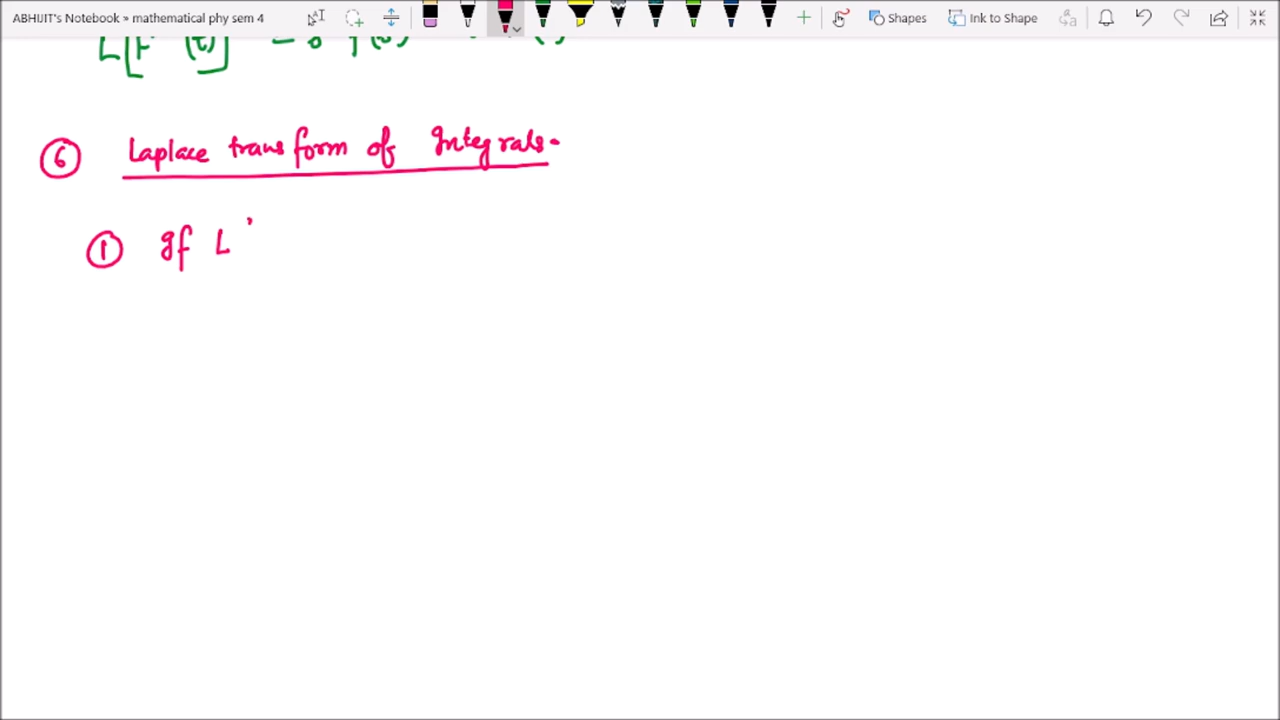 ABHIJIT's Notebook » mathematical phy sem 4
Shapes
Ink to Shape
L[F (t)]
⑥ Laplace transform of Integrals.
① If L